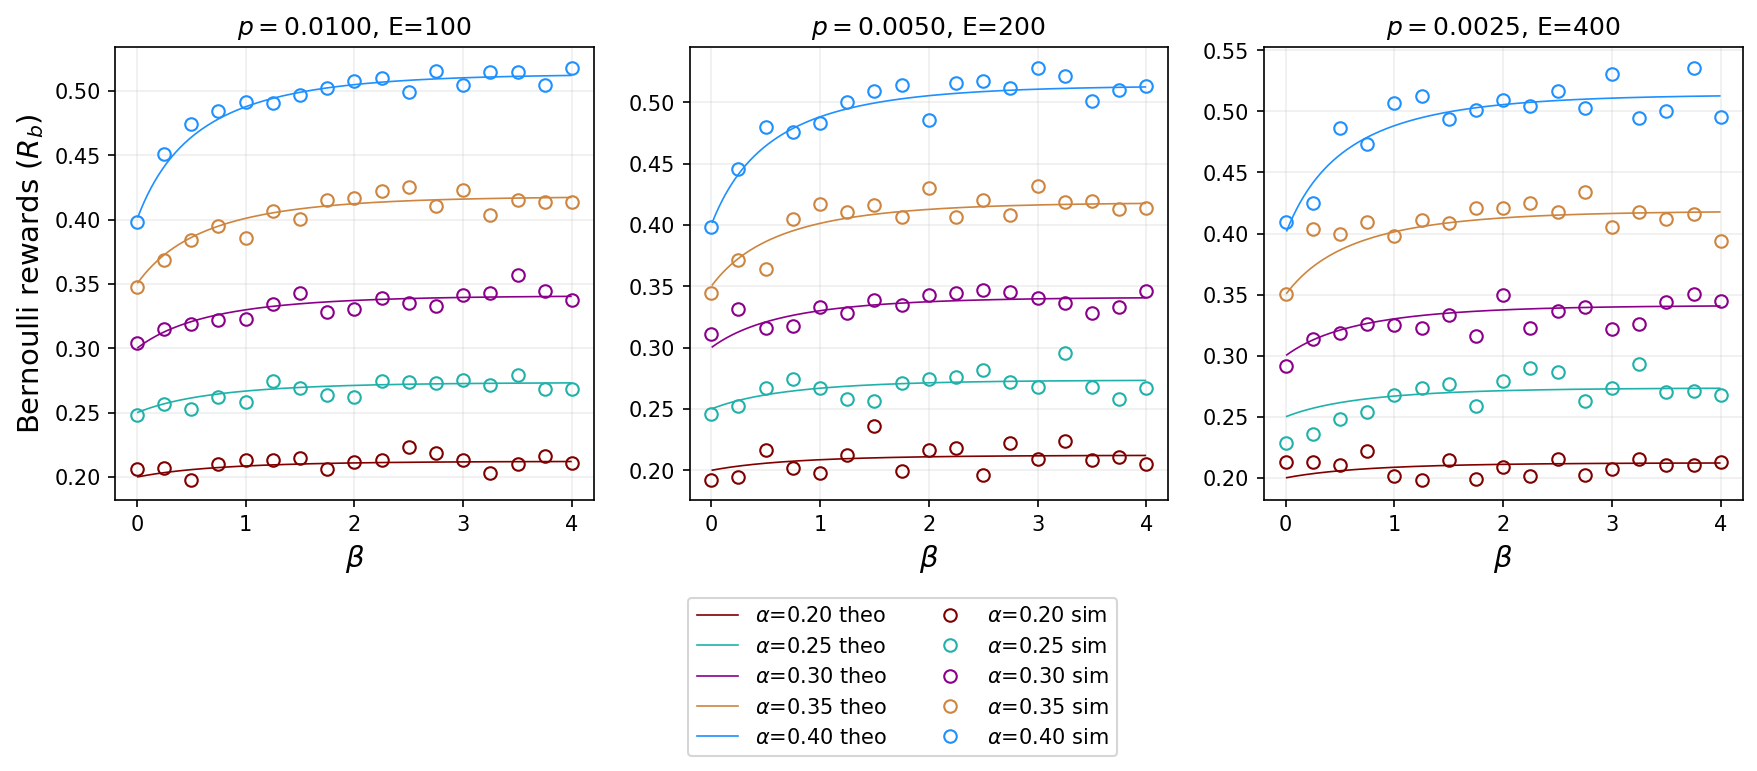 p = 0.0100, E=100
p = 0.0050, E=200
p = 0.0025, E=400
Bernoulli rewards (R_b)
0.50
0.45
0.40
0.35
0.30
0.25
0.20
0 1 2 3 4
β
0.50
0.45
0.40
0.35
0.30
0.25
0.20
0 1 2 3 4
β
0.55
0.50
0.45
0.40
0.35
0.30
0.25
0.20
0 1 2 3 4
β
α=0.20 theo
α=0.25 theo
α=0.30 theo
α=0.35 theo
α=0.40 theo
α=0.20 sim
α=0.25 sim
α=0.30 sim
α=0.35 sim
α=0.40 sim